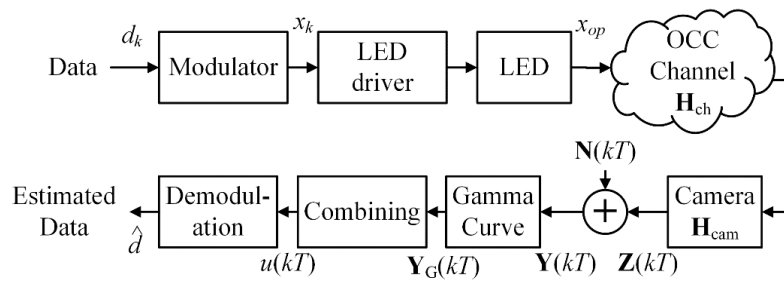 Data
d_k
Modulator
x_k
LED
driver
LED
x_op
OCC
Channel
H_ch
Estimated
Data
d̂
Demodul-
ation
u(kT)
Combining
Y_G(kT)
Gamma
Curve
Y(kT)
N(kT)
+
Z(kT)
Camera
H_cam